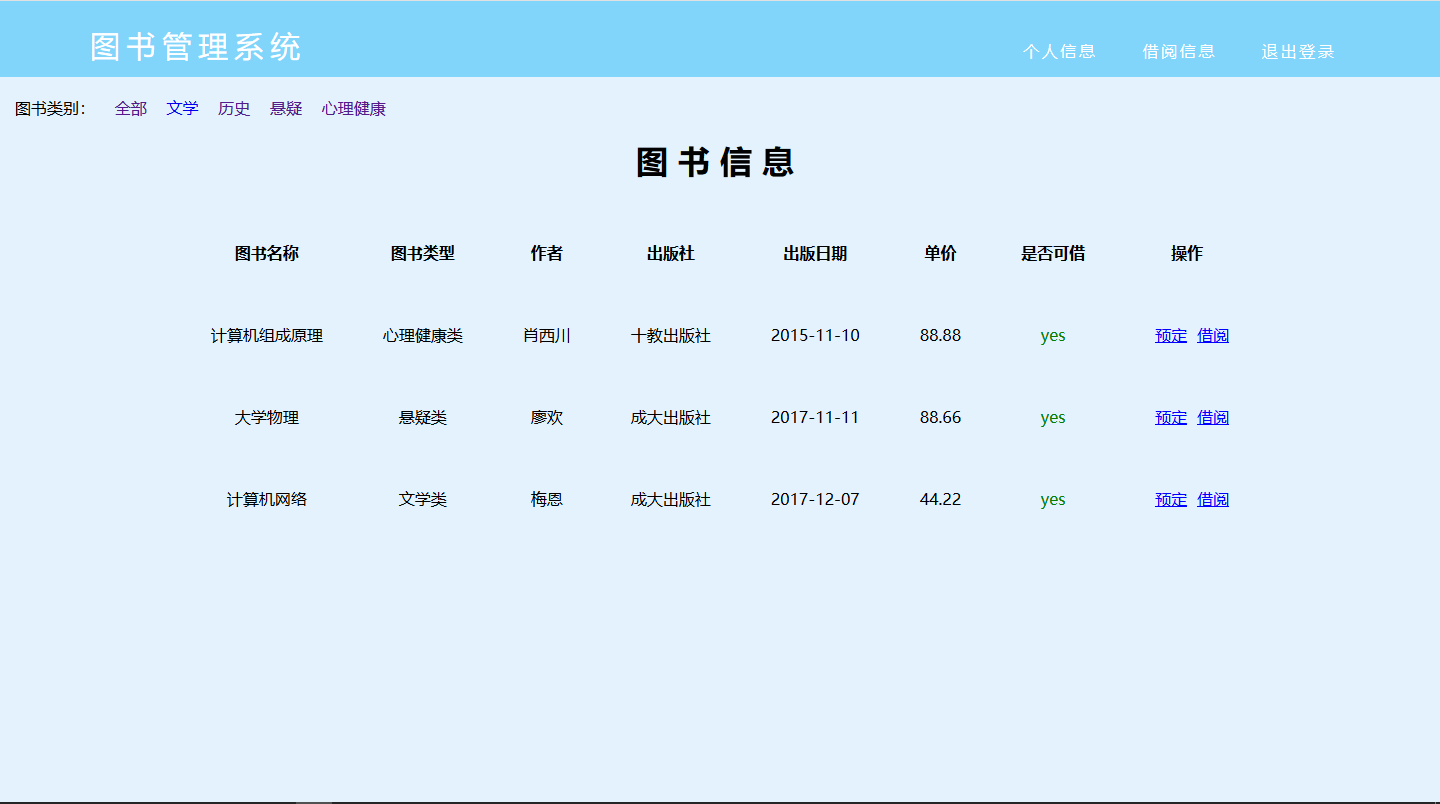 图书管理系统 个人信息 借阅信息 退出登录
图书类别： 全部 文学 历史 悬疑 心理健康
图书信息
图书名称 图书类型 作者 出版社 出版日期 单价 是否可借 操作
计算机组成原理 心理健康类 肖西川 十教出版社 2015-11-10 88.88 yes 预定 借阅
大学物理 悬疑类 廖欢 成大出版社 2017-11-11 88.66 yes 预定 借阅
计算机网络 文学类 梅恩 成大出版社 2017-12-07 44.22 yes 预定 借阅